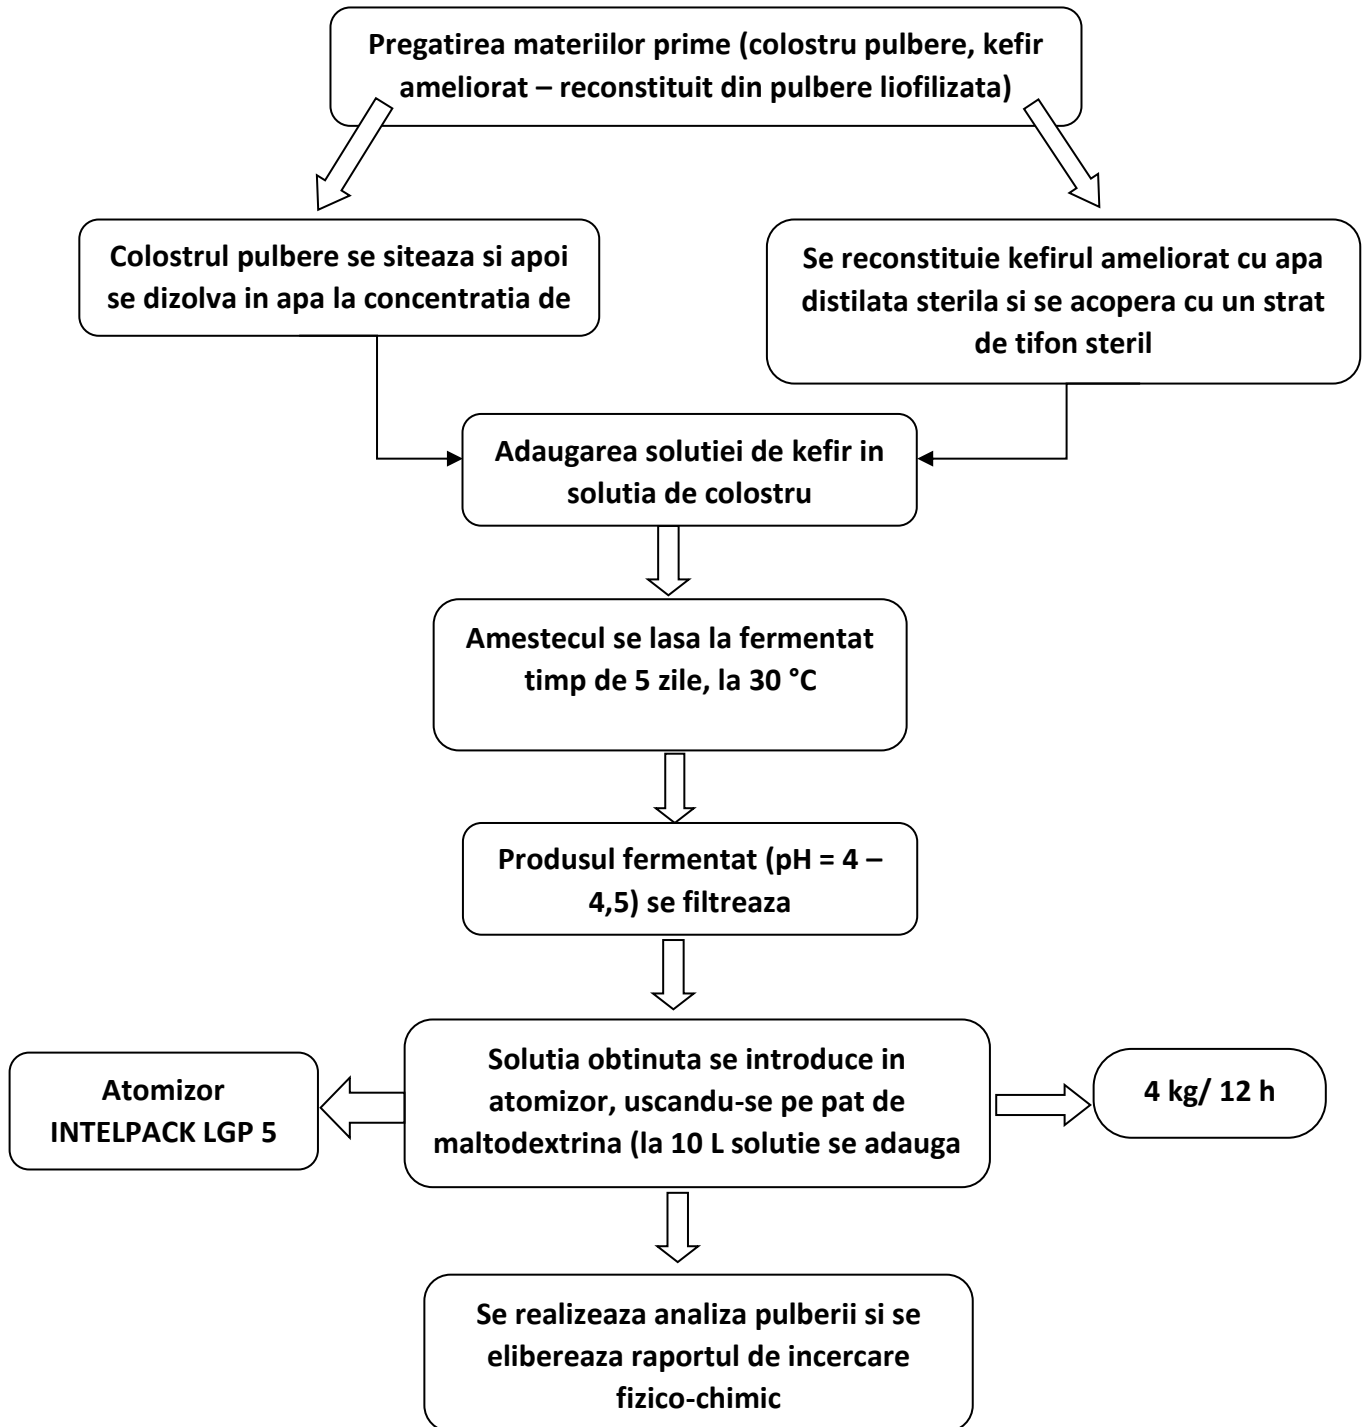 Pregatirea materiilor prime (colostru pulbere, kefir
ameliorat – reconstituit din pulbere liofilizata)
Colostrul pulbere se siteaza si apoi
se dizolva in apa la concentratia de
Se reconstituie kefirul ameliorat cu apa
distilata sterila si se acopera cu un strat
de tifon steril
Adaugarea solutiei de kefir in
solutia de colostru
Amestecul se lasa la fermentat
timp de 5 zile, la 30 °C
Produsul fermentat (pH = 4 –
4,5) se filtreaza
Atomizor
INTELPACK LGP 5
Solutia obtinuta se introduce in
atomizor, uscandu-se pe pat de
maltodextrina (la 10 L solutie se adauga
4 kg/ 12 h
Se realizeaza analiza pulberii si se
elibereaza raportul de incercare
fizico-chimic